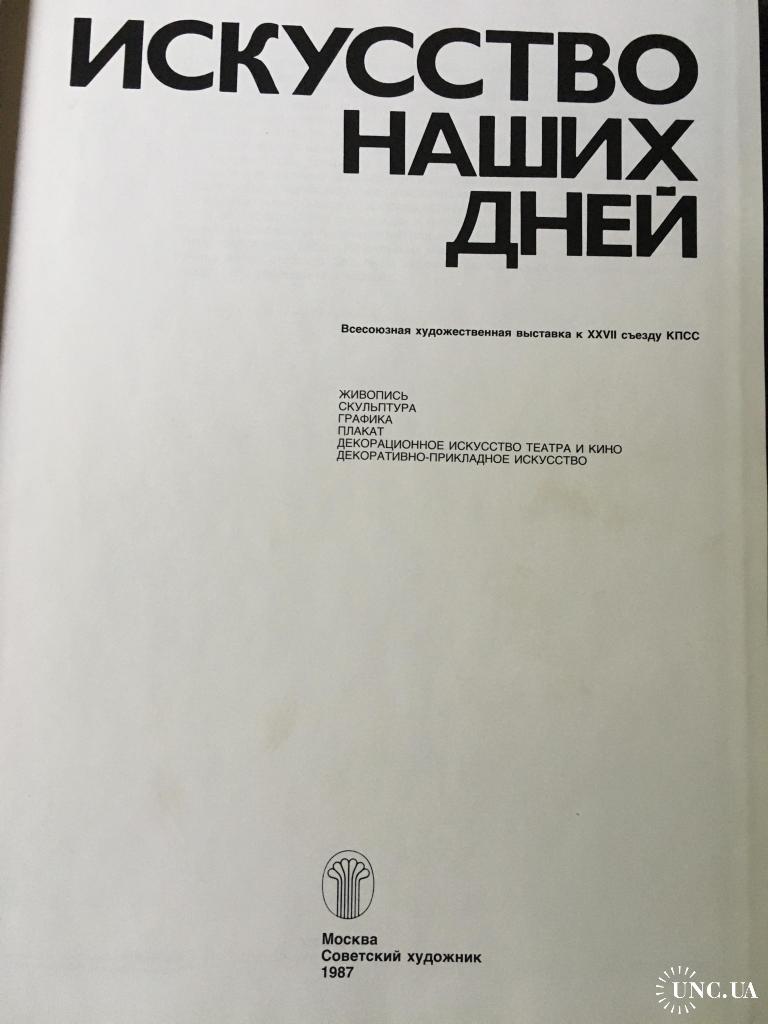 ИСКУССТВО
НАШИХ
ДНЕЙ
Всесоюзная художественная выставка к XXVII съезду КПСС
ЖИВОПИСЬ
СКУЛЬПТУРА
ГРАФИКА
ПЛАКАТ
ДЕКОРАЦИОННОЕ ИСКУССТВО ТЕАТРА И КИНО
ДЕКОРАТИВНО-ПРИКЛАДНОЕ ИСКУССТВО
Москва
Советский художник
1987
UNC.UA